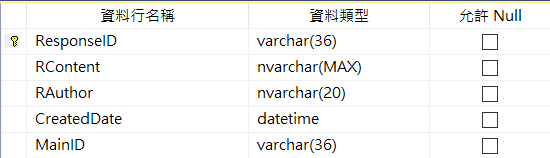 資料行名稱 資料類型 允許 Null
ResponseID varchar(36)
RContent nvarchar(MAX)
RAuthor nvarchar(20)
CreatedDate datetime
MainID varchar(36)